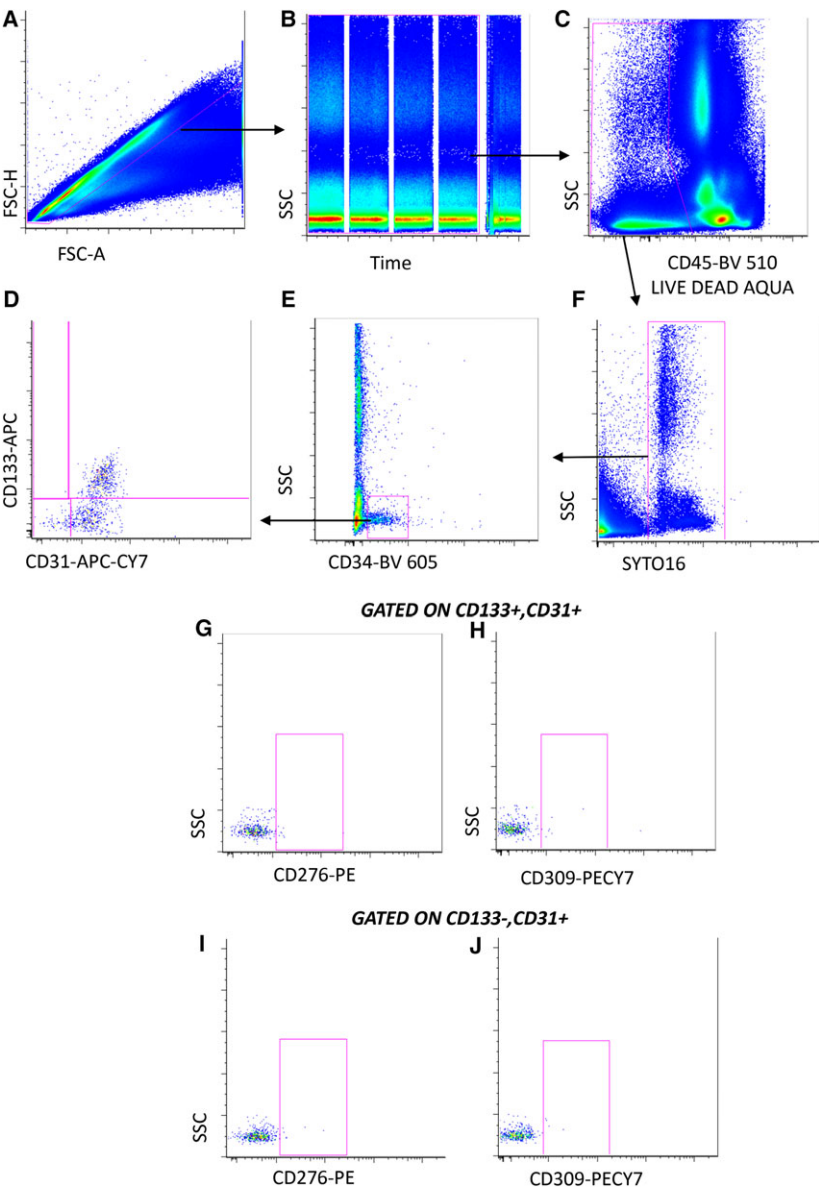 A
FSC-H
FSC-A
B
SSC
Time
C
SSC
CD45-BV 510
LIVE DEAD AQUA
D
CD133-APC
CD31-APC-CY7
E
SSC
CD34-BV 605
F
SSC
SYTO16
GATED ON CD133+,CD31+
G
SSC
CD276-PE
H
SSC
CD309-PECY7
GATED ON CD133-,CD31+
I
SSC
CD276-PE
J
SSC
CD309-PECY7